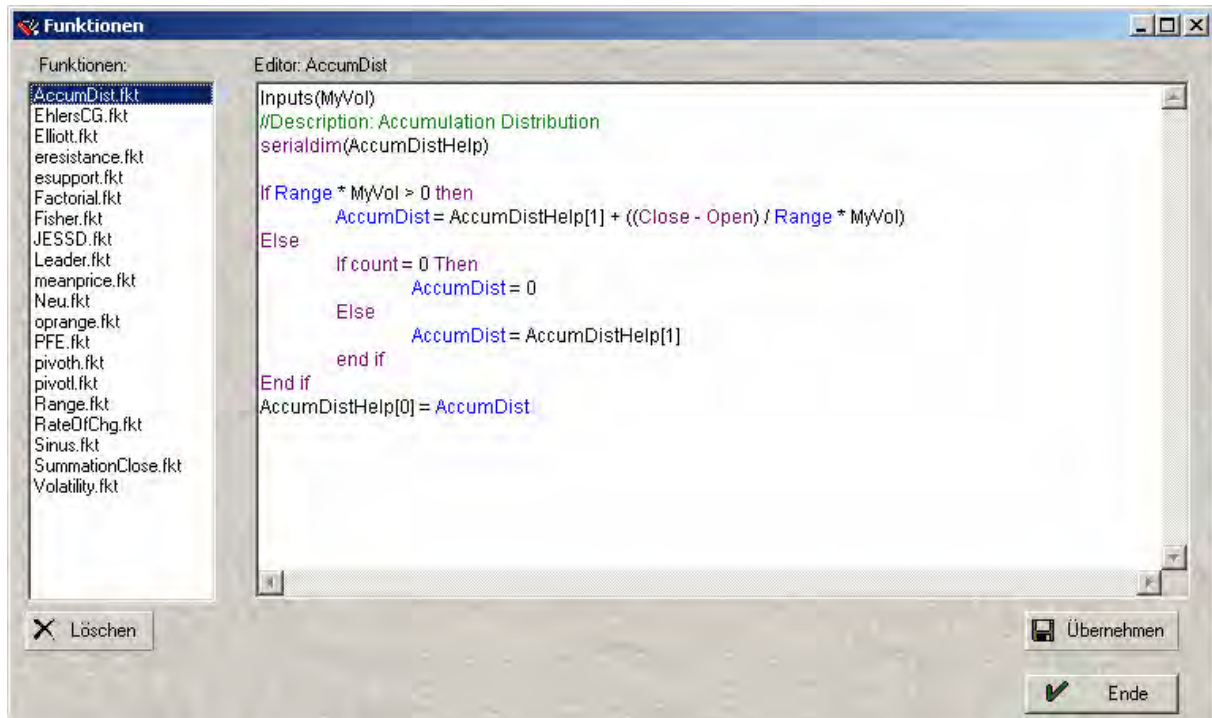 Funktionen
Funktionen:
AccumDist.fkt
EhlersCG.fkt
Elliott.fkt
eresistance.fkt
esupport.fkt
Factorial.fkt
Fisher.fkt
JESSD.fkt
Leader.fkt
meanprice.fkt
Neu.fkt
oprange.fkt
PFE.fkt
pivoth.fkt
pivotl.fkt
Range.fkt
RateOfChg.fkt
Sinus.fkt
SummationClose.fkt
Volatility.fkt
Löschen
Editor: AccumDist
Inputs(MyVol)
//Description: Accumulation Distribution
serialdim(AccumDistHelp)
If Range * MyVol > 0 then
AccumDist = AccumDistHelp[1] + ((Close - Open) / Range * MyVol)
Else
If count = 0 Then
AccumDist = 0
Else
AccumDist = AccumDistHelp[1]
end if
End if
AccumDistHelp[0] = AccumDist
Übernehmen
Ende